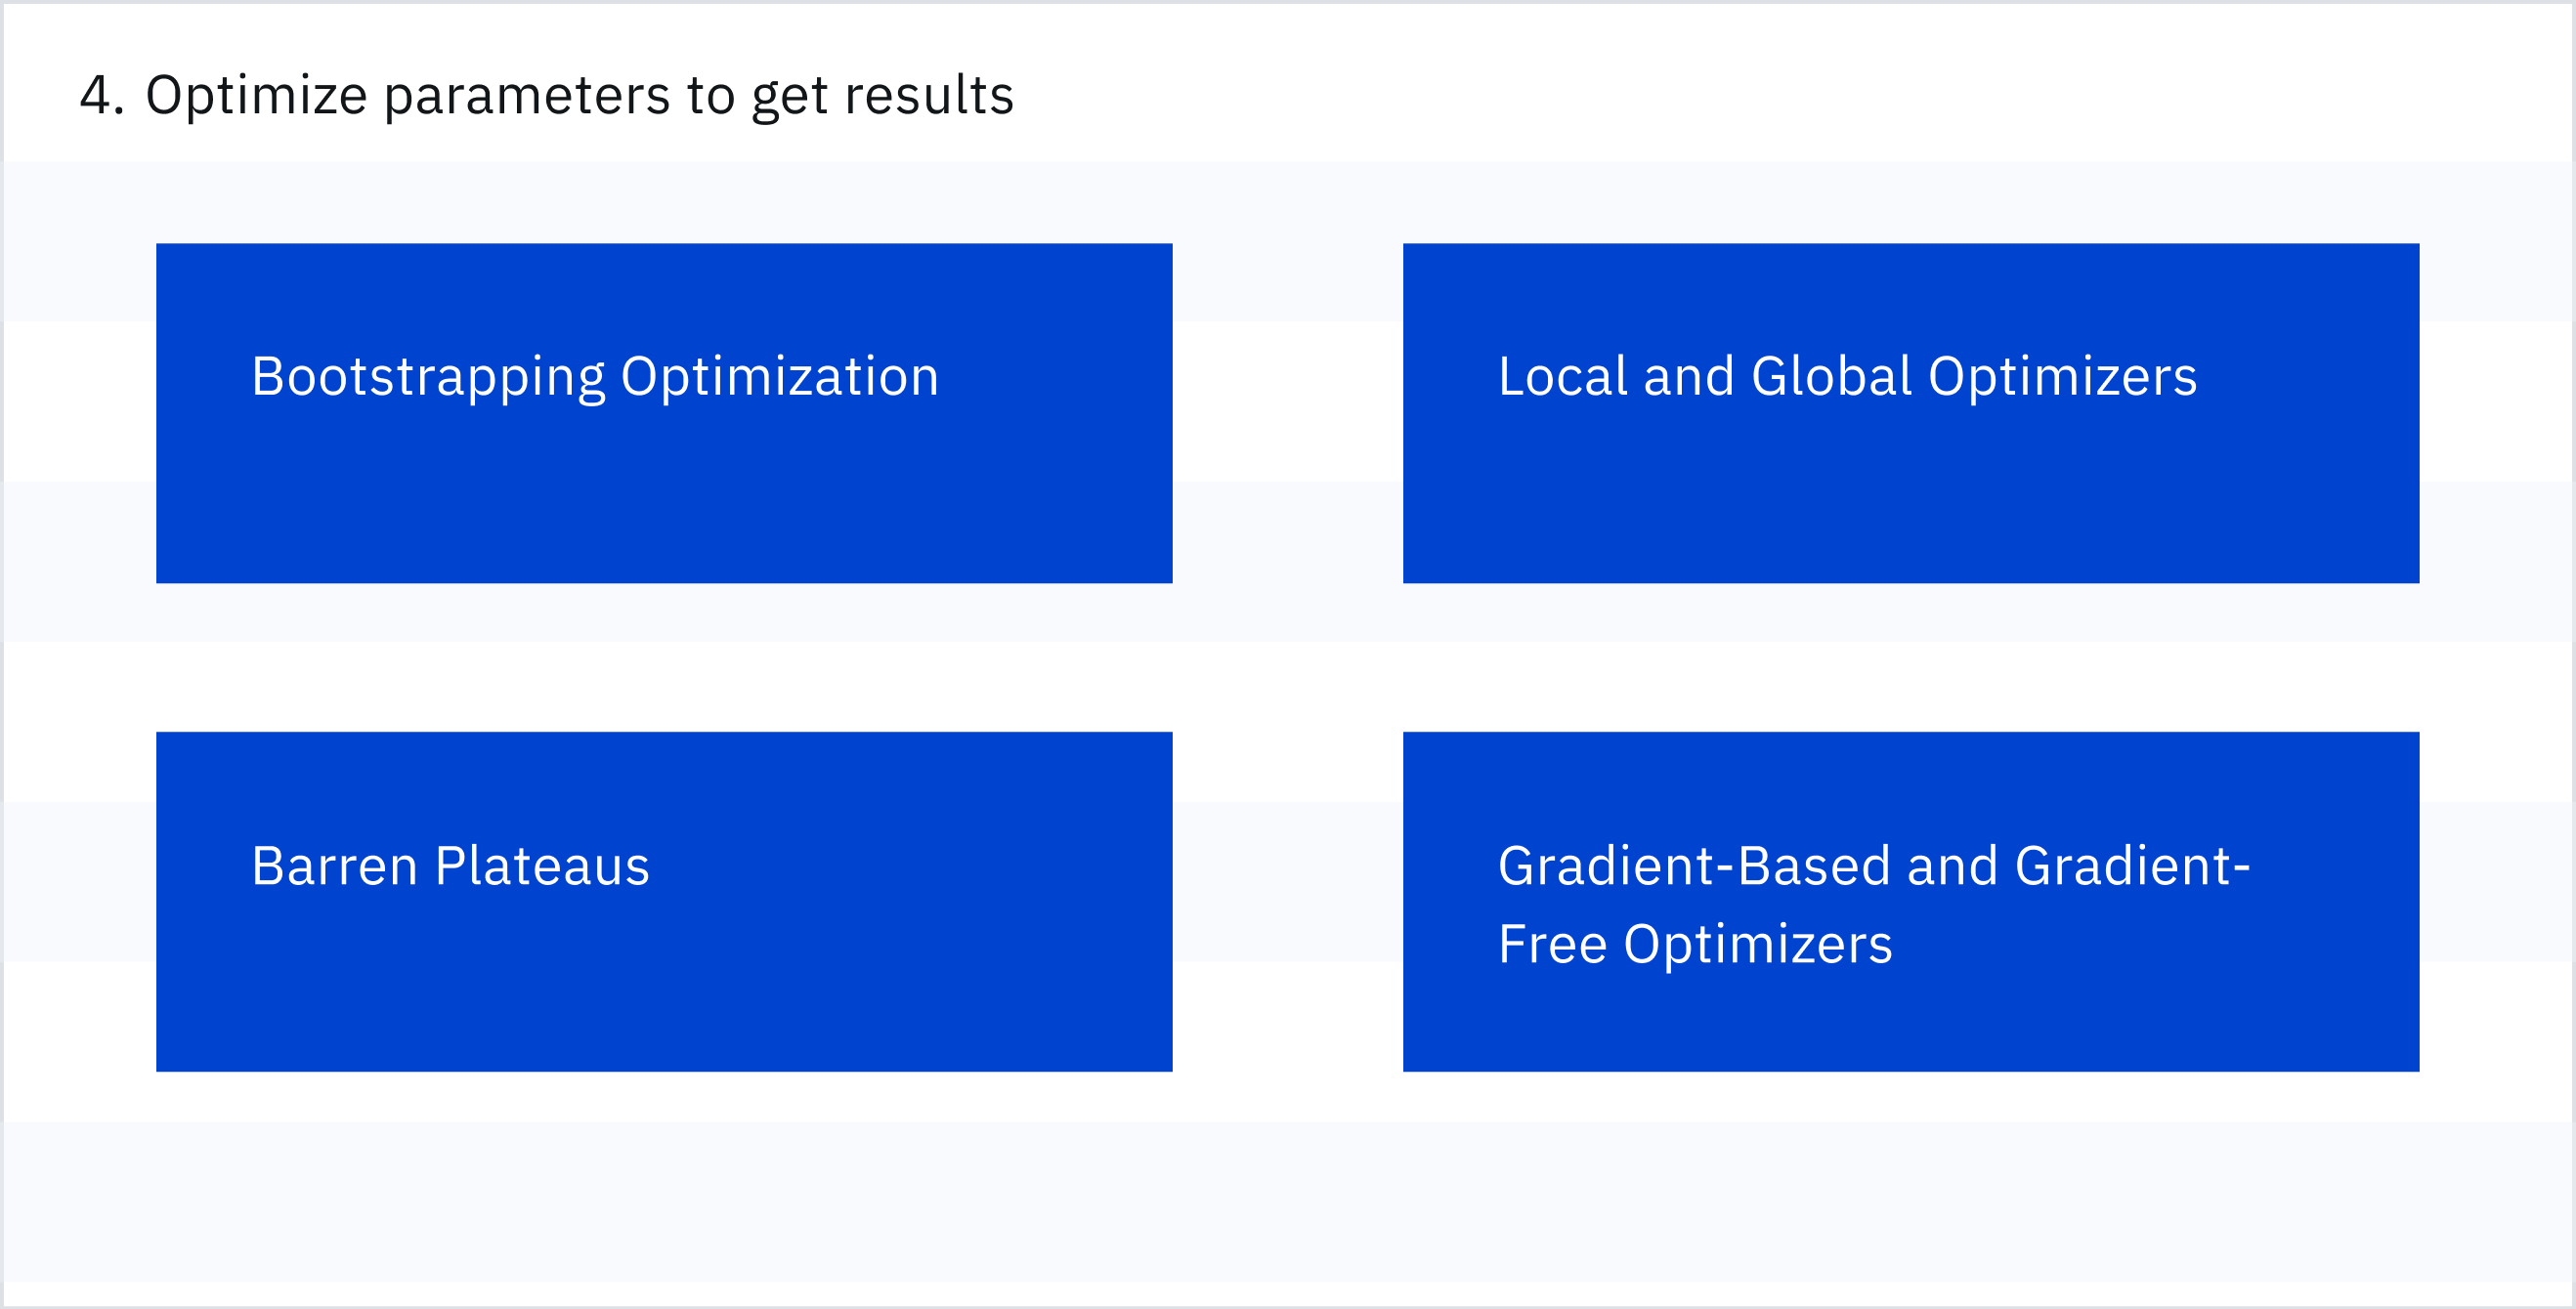 4. Optimize parameters to get results
Bootstrapping Optimization
Local and Global Optimizers
Barren Plateaus
Gradient-Based and Gradient-
Free Optimizers